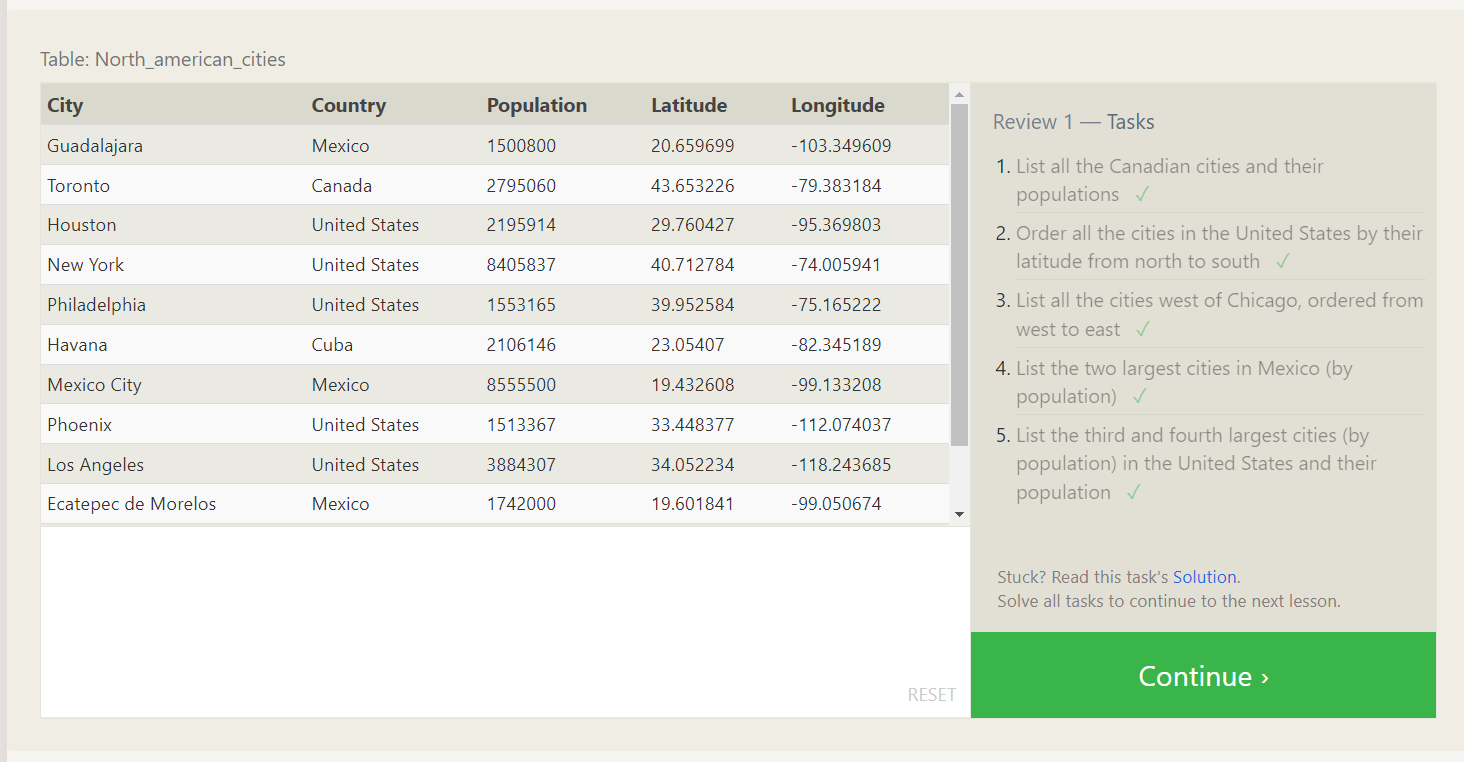 Table: North_american_cities
City Country Population Latitude Longitude
Guadalajara Mexico 1500800 20.659699 -103.349609
Toronto Canada 2795060 43.653226 -79.383184
Houston United States 2195914 29.760427 -95.369803
New York United States 8405837 40.712784 -74.005941
Philadelphia United States 1553165 39.952584 -75.165222
Havana Cuba 2106146 23.05407 -82.345189
Mexico City Mexico 8555500 19.432608 -99.133208
Phoenix United States 1513367 33.448377 -112.074037
Los Angeles United States 3884307 34.052234 -118.243685
Ecatepec de Morelos Mexico 1742000 19.601841 -99.050674
RESET
Review 1 — Tasks
1. List all the Canadian cities and their
populations ✓
2. Order all the cities in the United States by their
latitude from north to south ✓
3. List all the cities west of Chicago, ordered from
west to east ✓
4. List the two largest cities in Mexico (by
population) ✓
5. List the third and fourth largest cities (by
population) in the United States and their
population ✓
Stuck? Read this task's Solution.
Solve all tasks to continue to the next lesson.
Continue ›